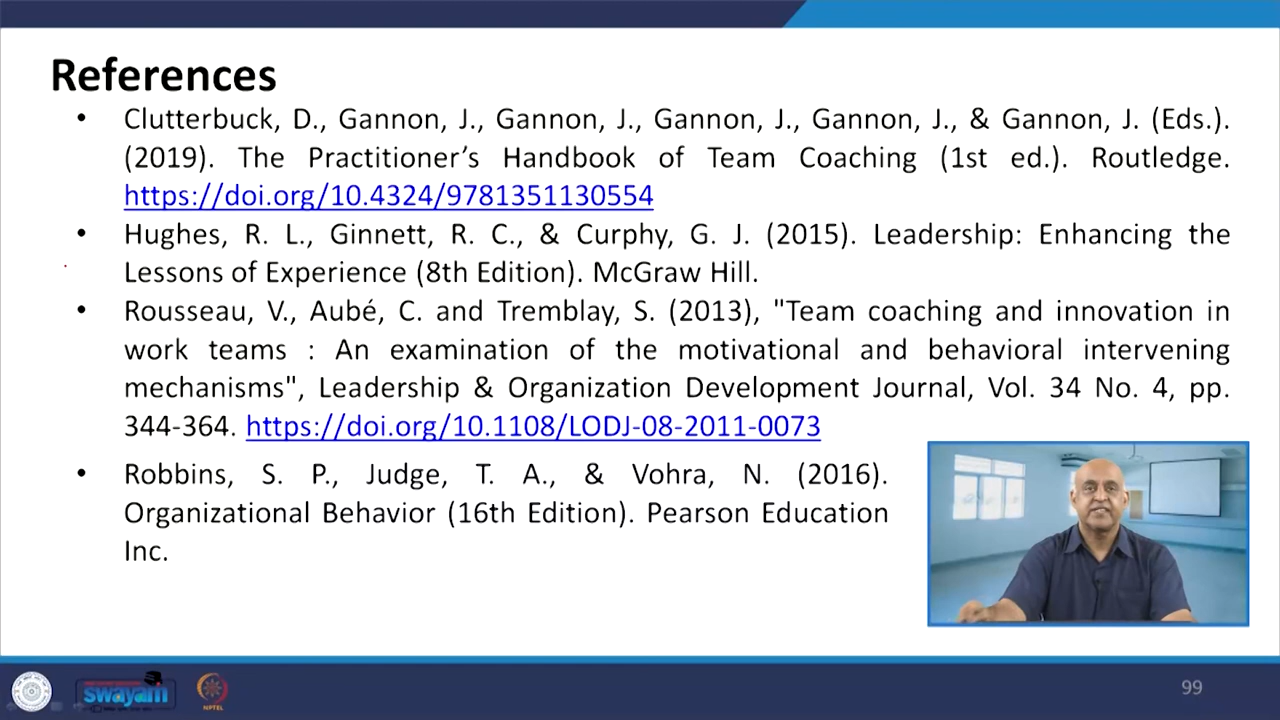 References
• Clutterbuck, D., Gannon, J., Gannon, J., Gannon, J., Gannon, J., & Gannon, J. (Eds.).
(2019). The Practitioner’s Handbook of Team Coaching (1st ed.). Routledge.
https://doi.org/10.4324/9781351130554
• Hughes, R. L., Ginnett, R. C., & Curphy, G. J. (2015). Leadership: Enhancing the
Lessons of Experience (8th Edition). McGraw Hill.
• Rousseau, V., Aubé, C. and Tremblay, S. (2013), "Team coaching and innovation in
work teams : An examination of the motivational and behavioral intervening
mechanisms", Leadership & Organization Development Journal, Vol. 34 No. 4, pp.
344-364. https://doi.org/10.1108/LODJ-08-2011-0073
• Robbins, S. P., Judge, T. A., & Vohra, N. (2016).
Organizational Behavior (16th Edition). Pearson Education
Inc.
swayam
NPTEL
99